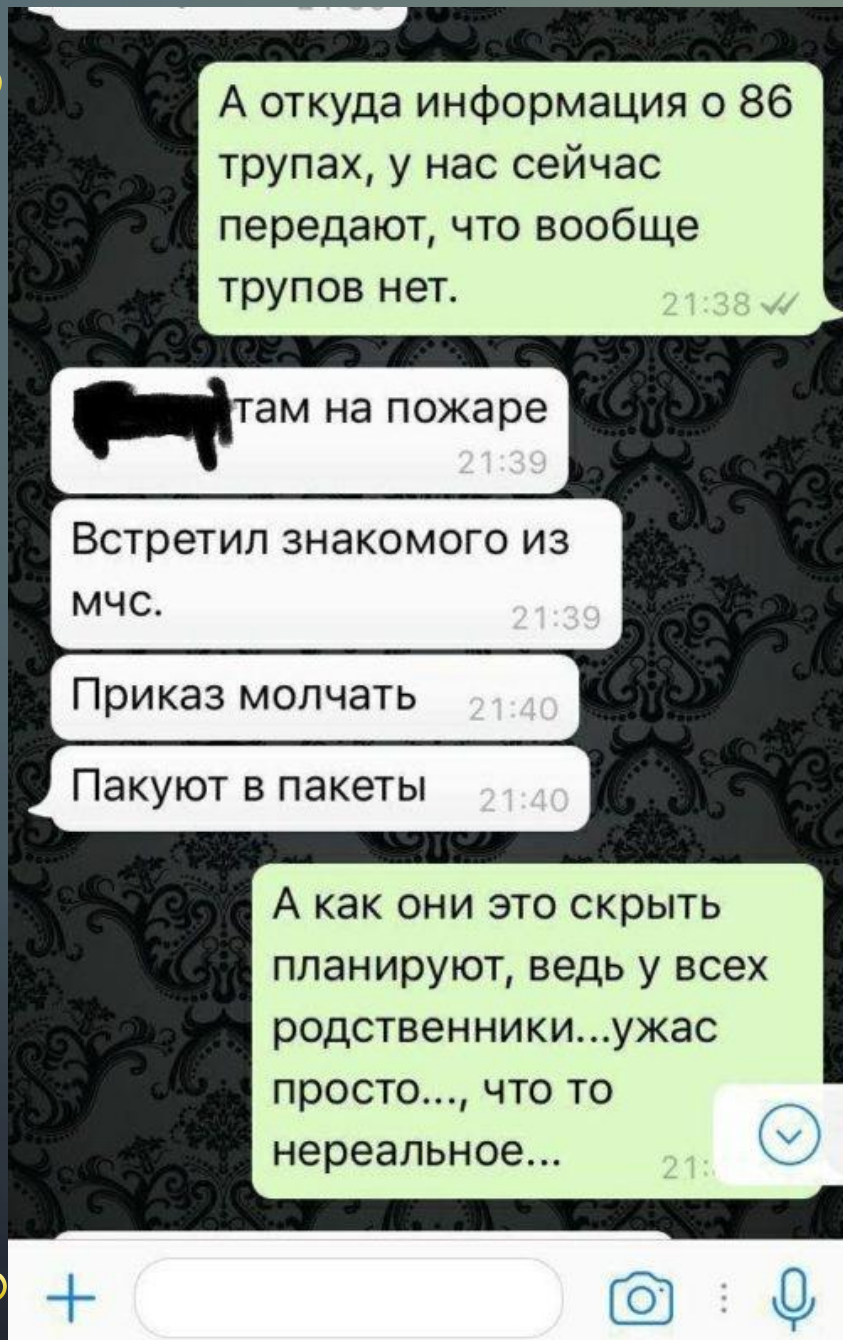 А откуда информация о 86
трупах, у нас сейчас
передают, что вообще
трупов нет.
21:38
там на пожаре
21:39
Встретил знакомого из
мчс.
21:39
Приказ молчать 21:40
Пакуют в пакеты 21:40
А как они это скрыть
планируют, ведь у всех
родственники...ужас
просто..., что то
нереальное...
21: